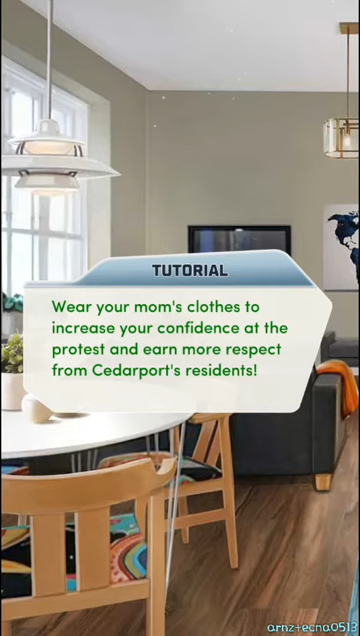 TUTORIAL
Wear your mom's clothes to
increase your confidence at the
protest and earn more respect
from Cedarport's residents!
arnz+ecna0513